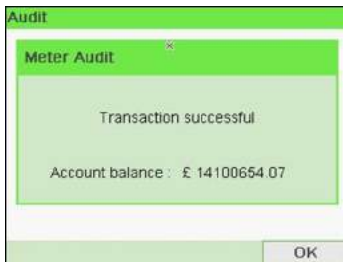 Audit
Meter Audit
Transaction successful
Account balance : £ 14100654.07
OK